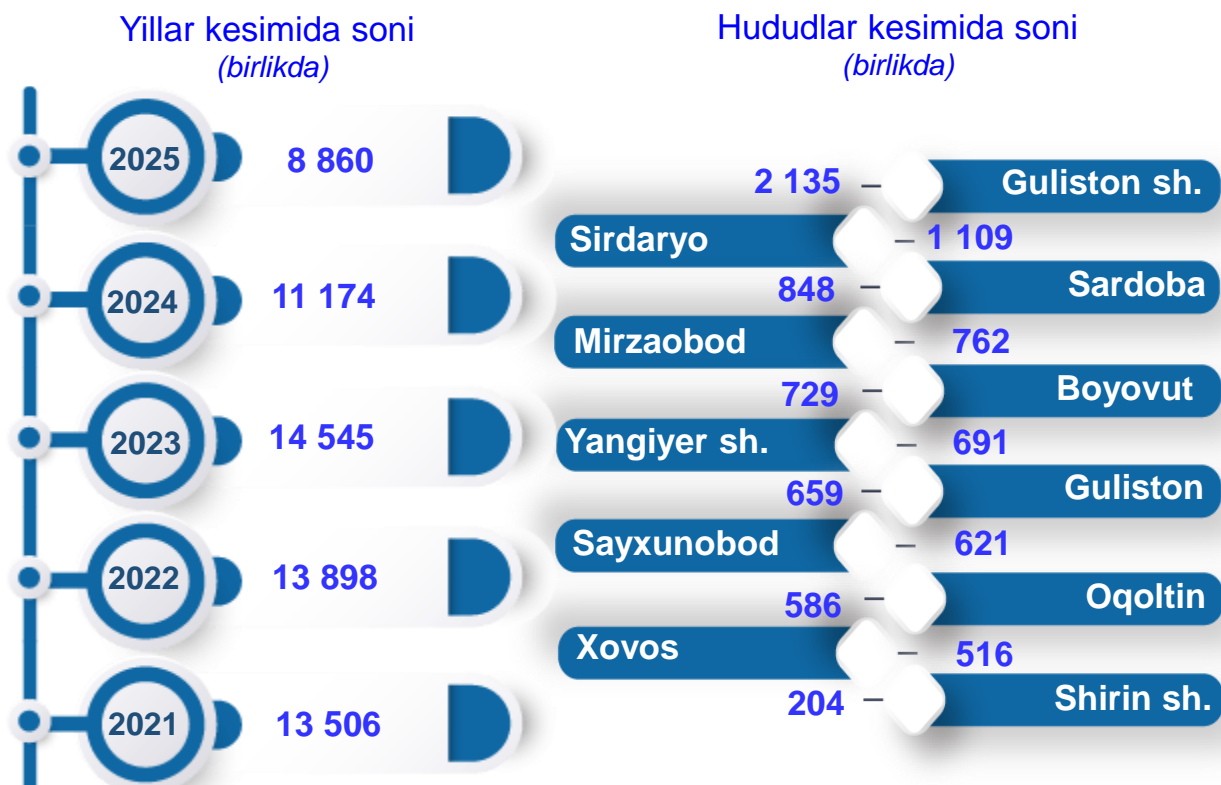 Yillar kesimida soni
(birlikda)
2025
8 860
2024
11 174
2023
14 545
2022
13 898
2021
13 506
Hududlar kesimida soni
(birlikda)
2 135 – Guliston sh.
Sirdaryo – 1 109
848 – Sardoba
Mirzaobod – 762
729 – Boyovut
Yangiyer sh. – 691
659 – Guliston
Sayxunobod – 621
586 – Oqoltin
Xovos – 516
204 – Shirin sh.